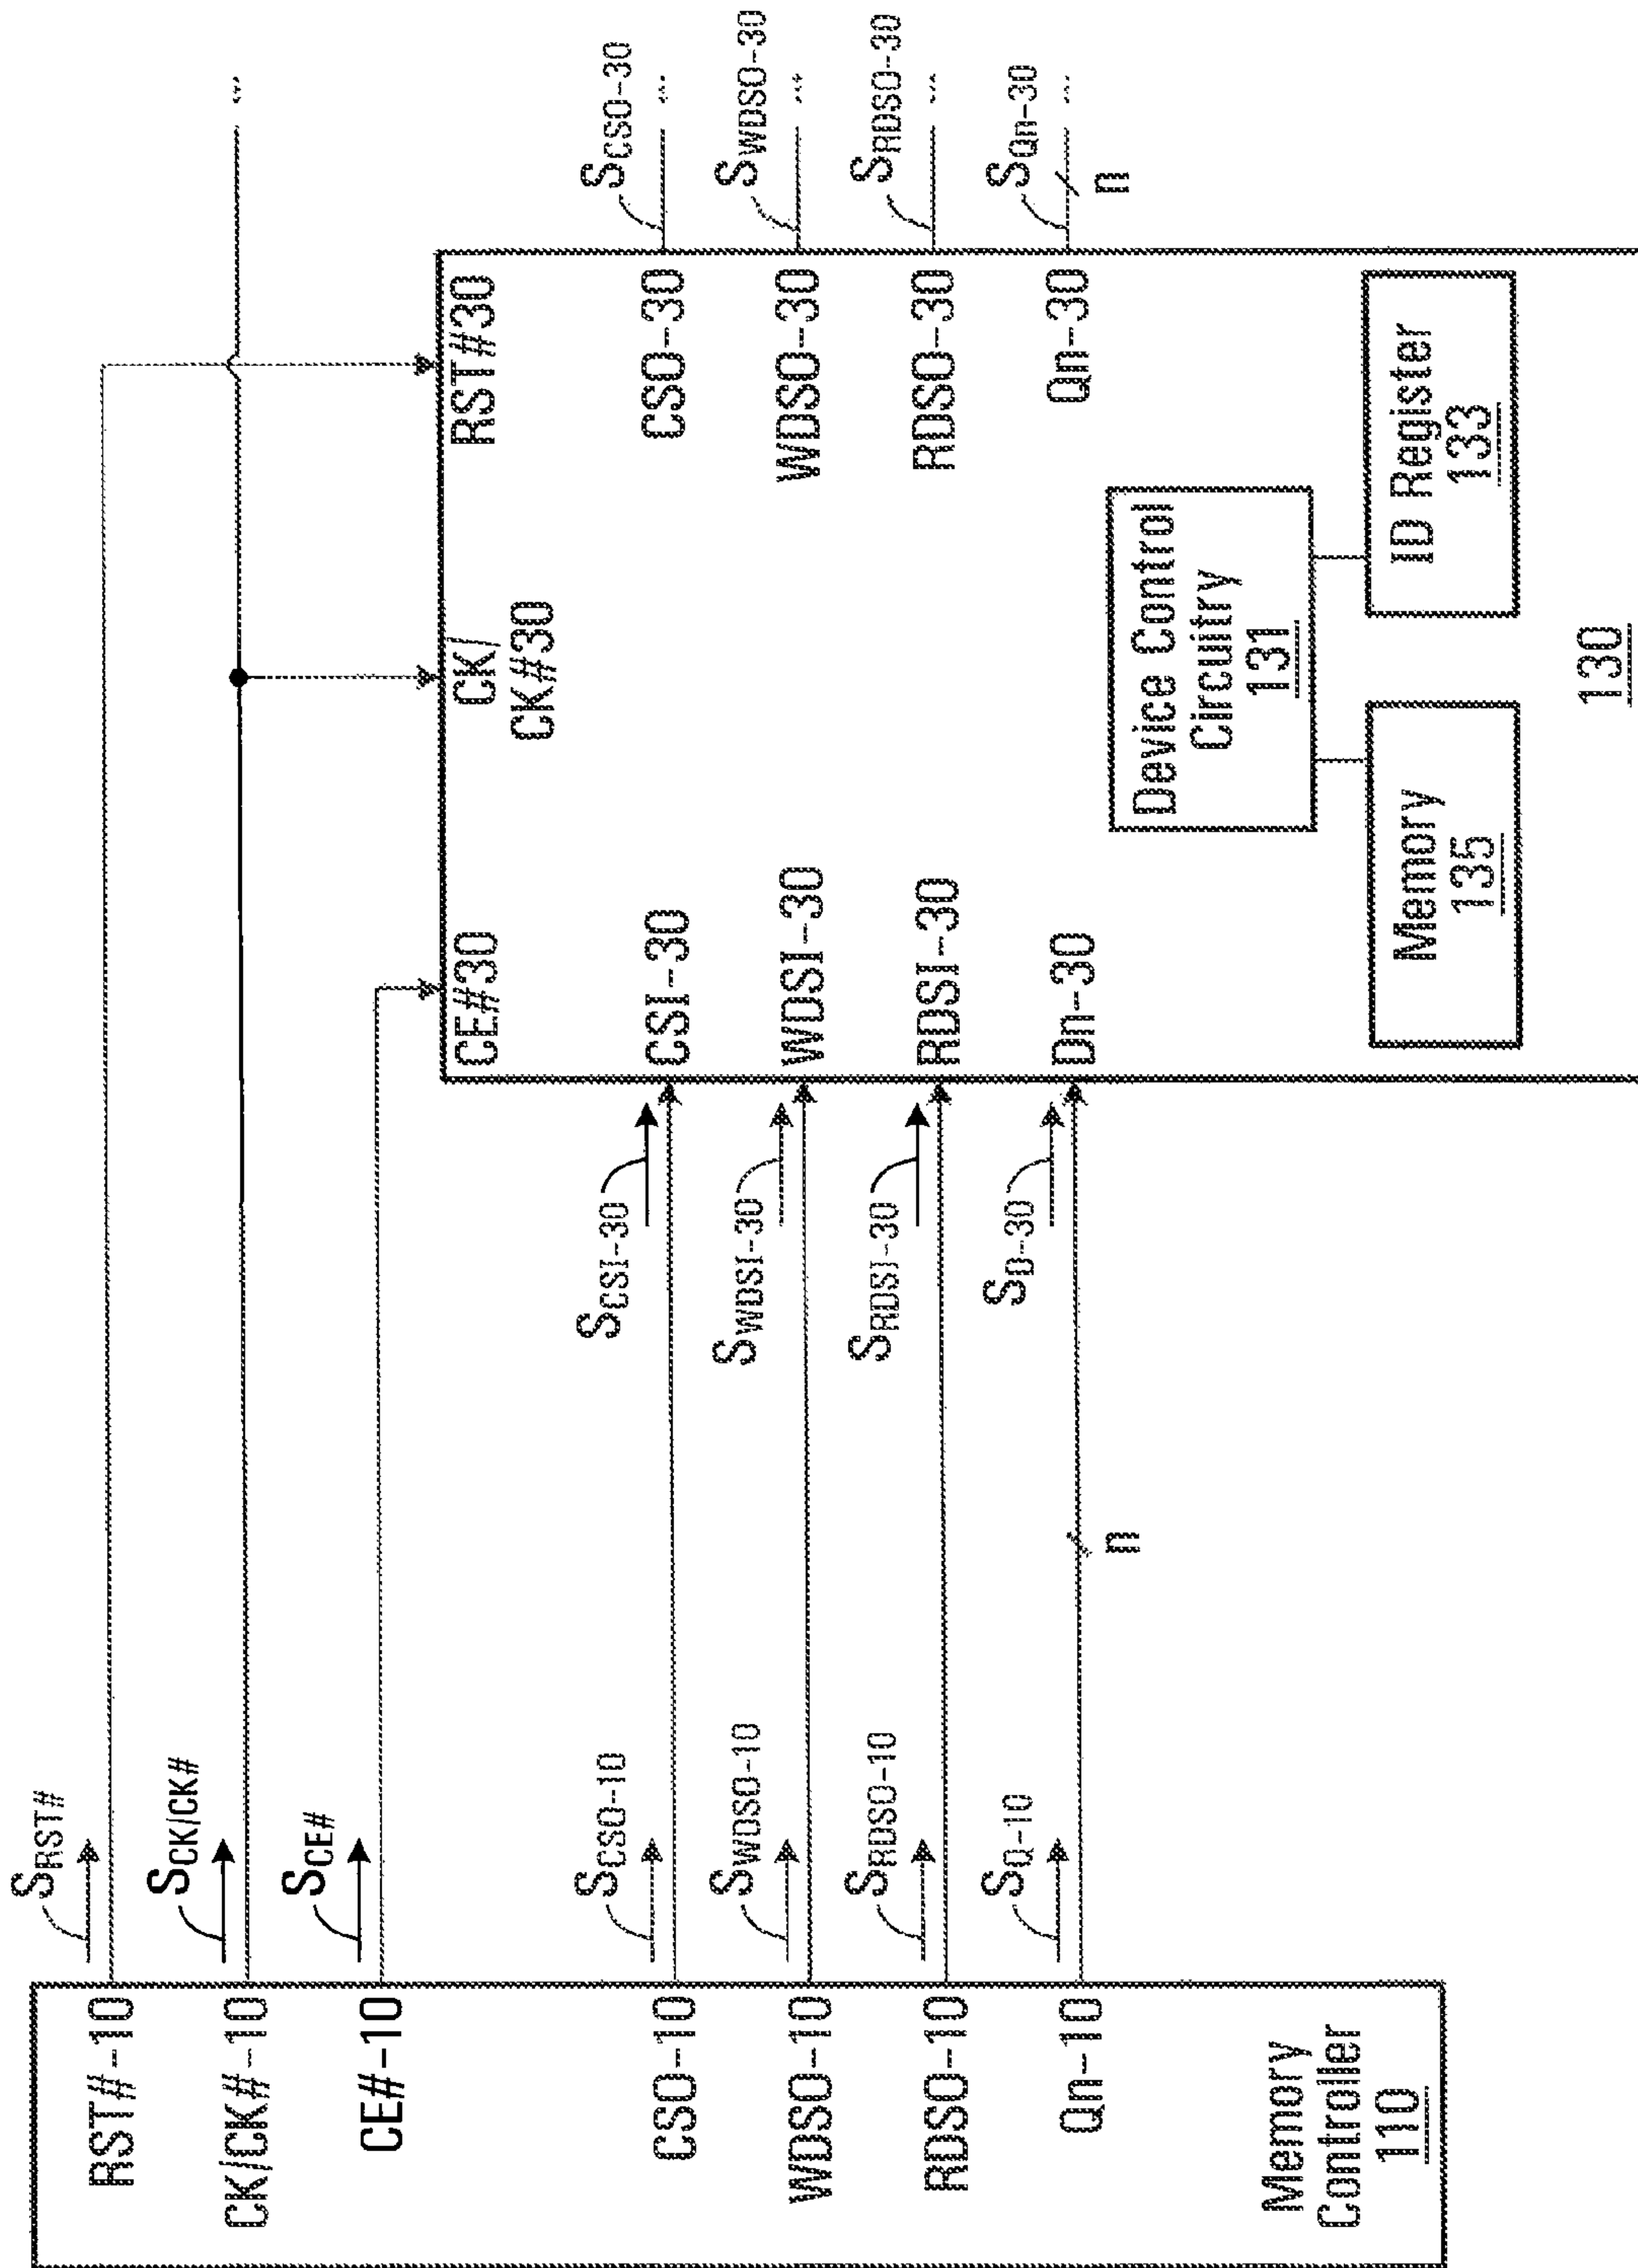 RST#-10
CK/CK#-10
CE#-10
CSO-10
WDSO-10
RDSO-10
Qn-10
Memory
Controller
110
SRST#
SCK/CK#
SCE#
SCSO-10
SWDSO-10
SRDSO-10
SQ-10
n
SCSI-30
SWDSI-30
SRDSI-30
SD-30
CE#30
CK/
CK#30
RST#30
CSI-30
WDSI-30
RDSI-30
Dn-30
CSO-30
WDSO-30
RDSO-30
Qn-30
Device Control
Circuitry
131
Memory
135
ID Register
133
130
SCSO-30
SWDSO-30
SRDSO-30
SQn-30
n